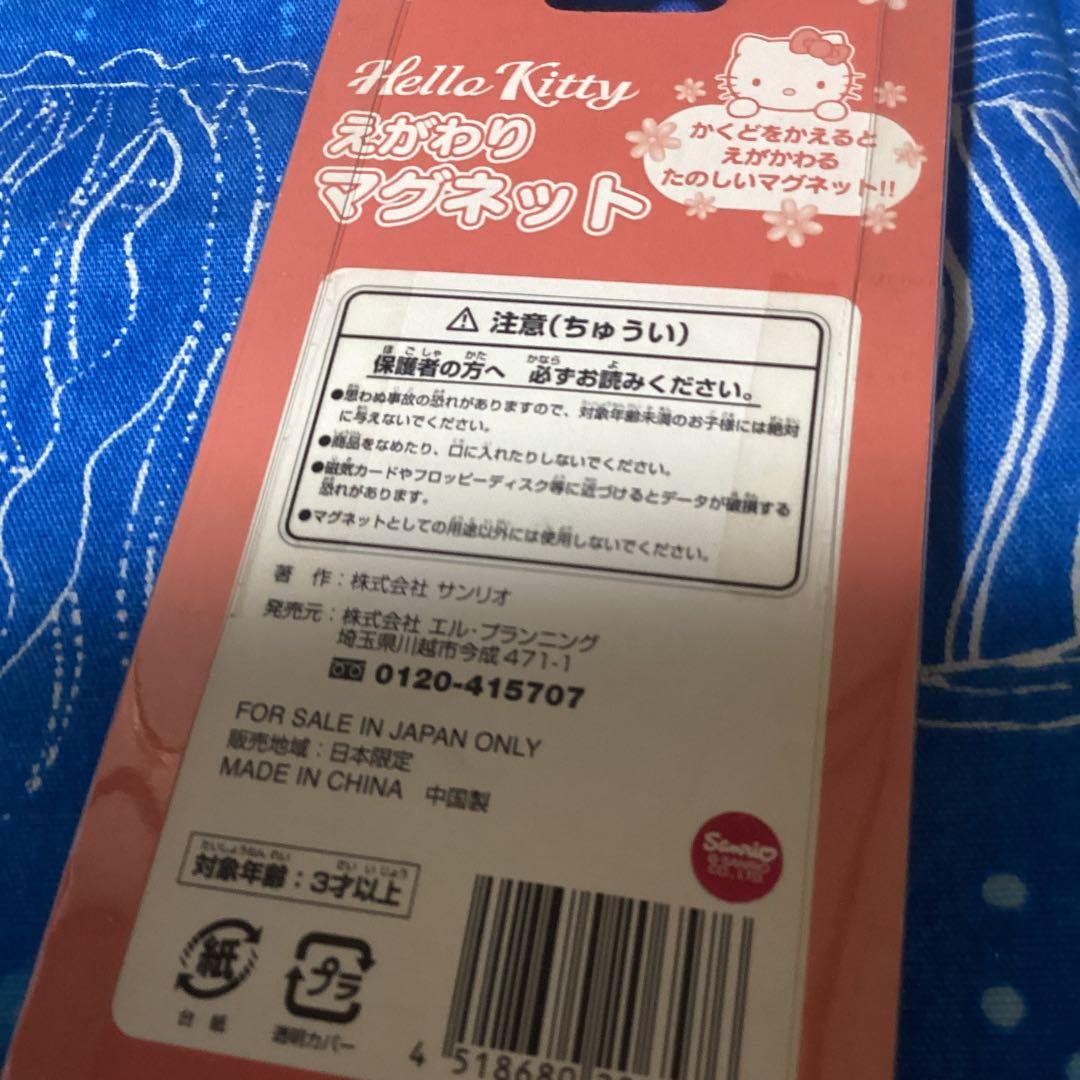 Hello Kitty
えがわり
マグネット
かくどをかえると
えがかわる
たのしいマグネット!!
⚠ 注意(ちゅうい)
ほごしゃ かた かなら よ
保護者の方へ 必ずお読みください。
●思わぬ事故の恐れがありますので、対象年齢未満のお子様には絶対
に与えないでください。
●商品をなめたり、口に入れたりしないでください。
●磁気カードやフロッピーディスク等に近づけるとデータが破損する
恐れがあります。
●マグネットとしての用途以外には使用しないでください。
著 作：株式会社 サンリオ
発売元：株式会社 エル・プランニング
埼玉県川越市今成471-1
0120-415707
FOR SALE IN JAPAN ONLY
販売地域：日本限定
MADE IN CHINA 中国製
たいしょうねんれい さいいじょう
対象年齢：3才以上
Sanrio
紙
プラ
台紙
透明カバー
4 518680